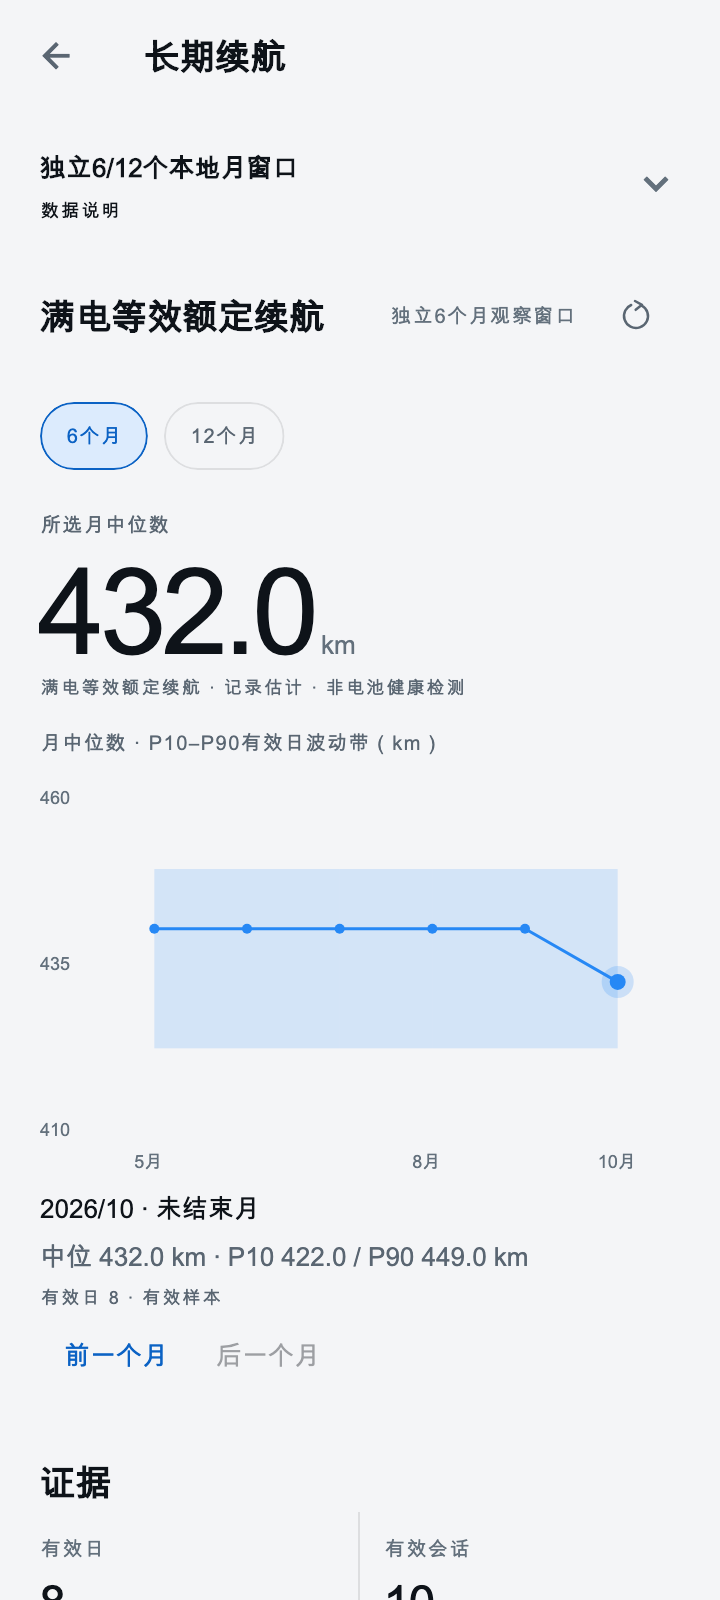 长期续航
独立6/12个本地月窗口
数据说明
满电等效额定续航
独立6个月观察窗口
6个月
12个月
所选月中位数
432.0 km
满电等效额定续航 · 记录估计 · 非电池健康检测
月中位数 · P10–P90有效日波动带（km）
460
435
410
5月
8月
10月
2026/10 · 未结束月
中位 432.0 km · P10 422.0 / P90 449.0 km
有效日 8 · 有效样本
前一个月
后一个月
证据
有效日
有效会话
8
10